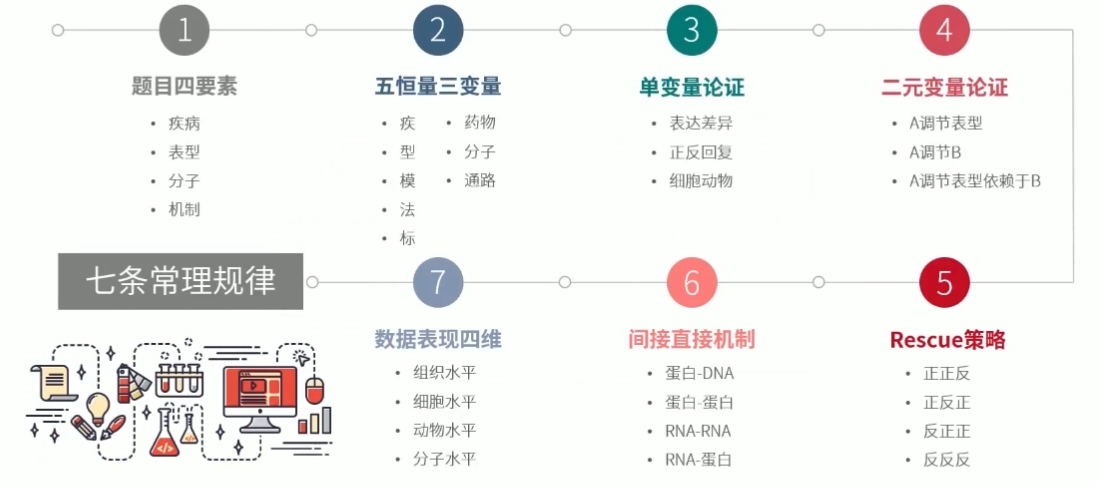 1
题目四要素
• 疾病
• 表型
• 分子
• 机制
2
五恒量三变量
• 疾
• 型
• 模
• 法
• 标
• 药物
• 分子
• 通路
3
单变量论证
• 表达差异
• 正反回复
• 细胞动物
4
二元变量论证
• A调节表型
• A调节B
• A调节表型依赖于B
5
Rescue策略
• 正正反
• 正反正
• 反正正
• 反反反
6
间接直接机制
• 蛋白-DNA
• 蛋白-蛋白
• RNA-RNA
• RNA-蛋白
7
数据表现四维
• 组织水平
• 细胞水平
• 动物水平
• 分子水平
七条常理规律
</>